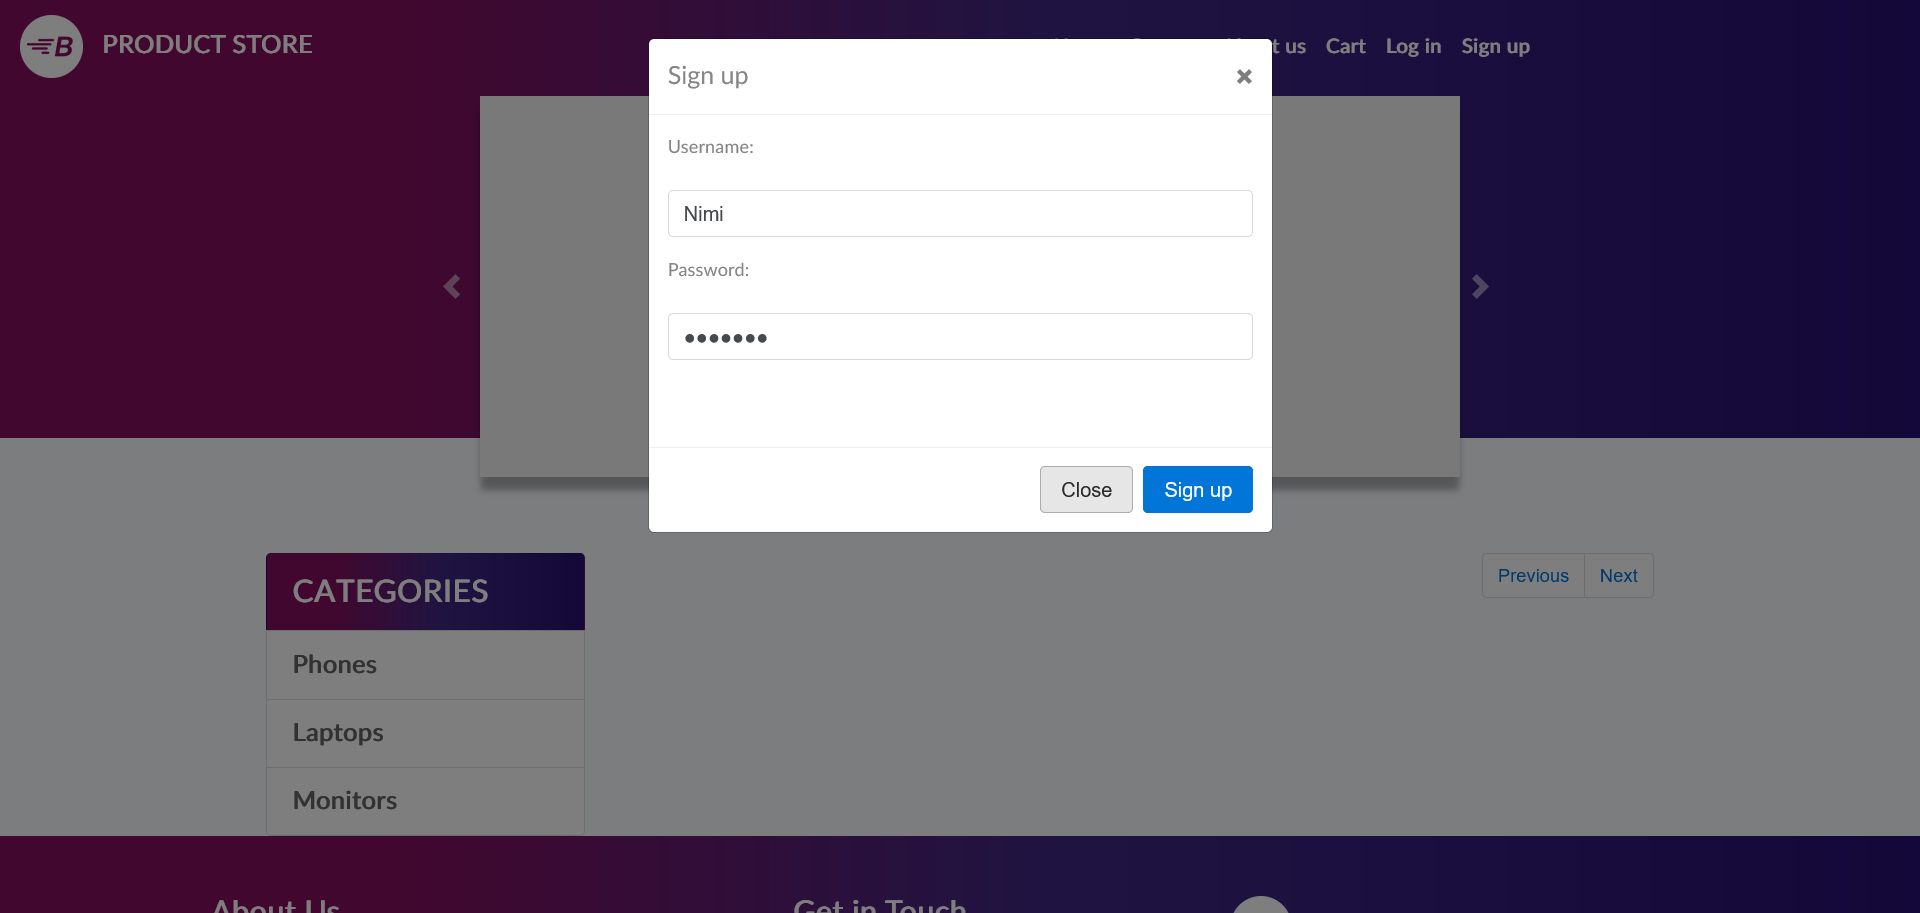 B PRODUCT STORE
t us Cart Log in Sign up
Sign up
Username:
Nimi
Password:
Close Sign up
Previous Next
CATEGORIES
Phones
Laptops
Monitors
About Us
Get in Touch